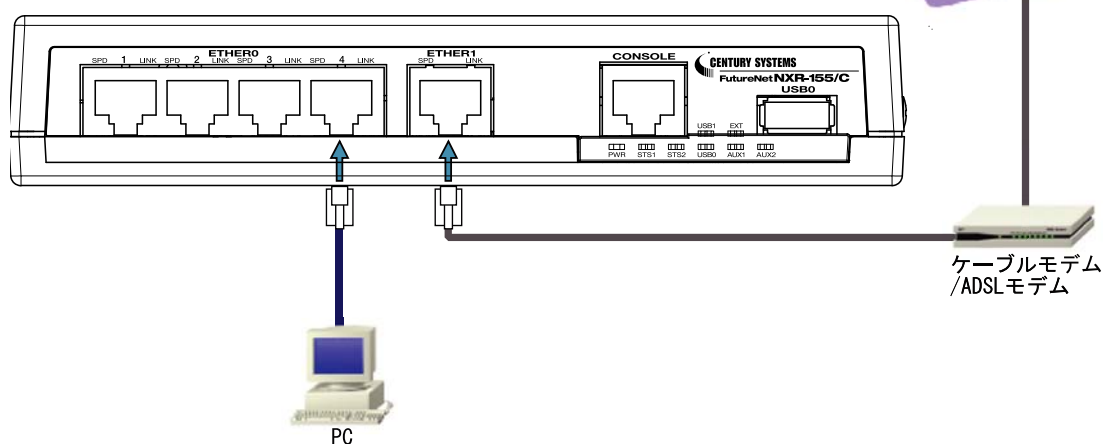 ETHER0
SPD 1 LINK SPD 2 LINK SPD 3 LINK SPD 4 LINK
ETHER1
SPD LINK
CONSOLE
CENTURY SYSTEMS
FutureNet NXR-155/C
USB0
USB1 EXT
PWR STS1 STS2 USB0 AUX1 AUX2
ケーブルモデム
/ADSLモデム
PC